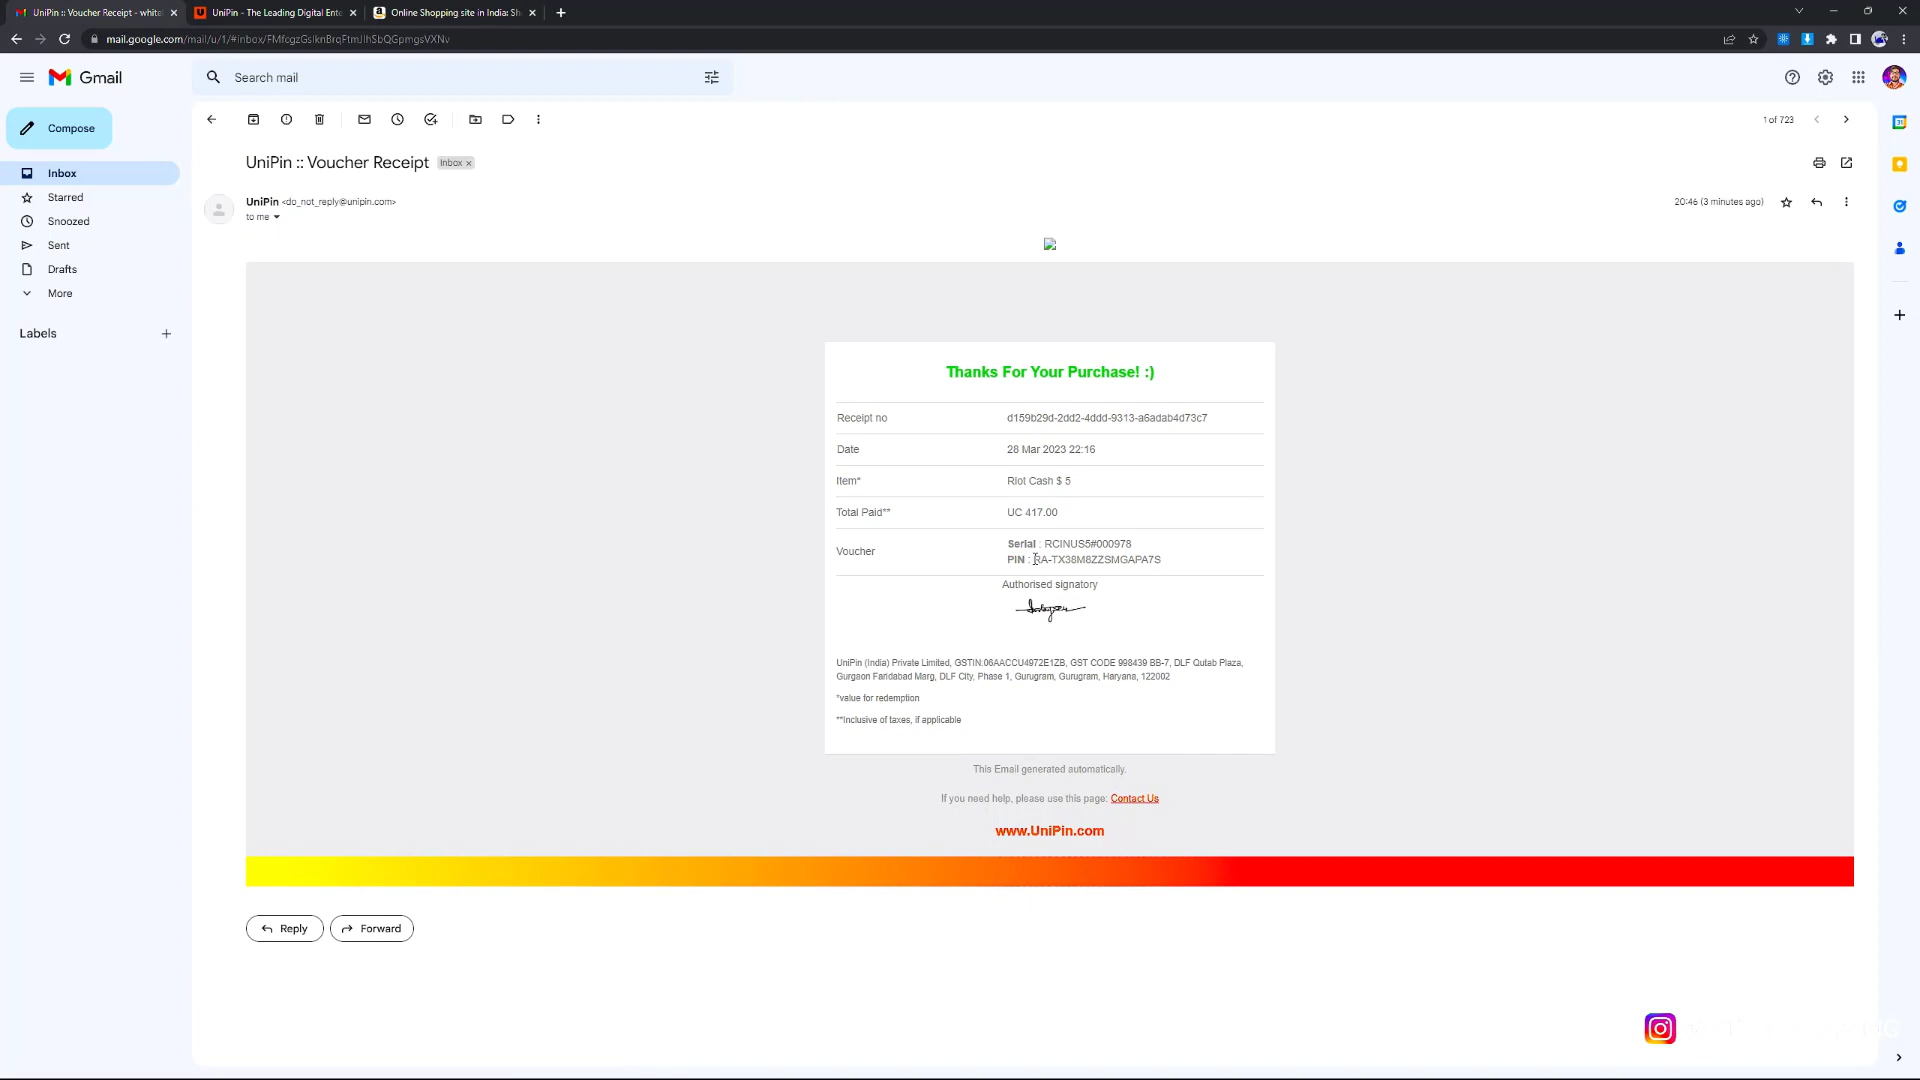 UniPin :: Voucher Receipt - white
UniPin - The Leading Digital Ente
Online Shopping site in India: Sh
mail.google.com/mail/u/1/#inbox/FMfcgzGslknBrqFtmJlhSbQGpmgsVXNv
Gmail
Search mail
Compose
1 of 723
Inbox
Starred
Snoozed
Sent
Drafts
More
Labels
UniPin :: Voucher Receipt Inbox x
UniPin <do_not_reply@unipin.com>
20:46 (3 minutes ago)
to me
Thanks For Your Purchase! :)
Receipt no d159b29d-2dd2-4ddd-9313-a6adab4d73c7
Date 28 Mar 2023 22:16
Item* Riot Cash $ 5
Total Paid** UC 417.00
Voucher
Serial : RCINUS5#000978
PIN : RA-TX38M8ZZSMGAPA7S
Authorised signatory
UniPin (India) Private Limited, GSTIN:06AACCU4972E1ZB, GST CODE 998439 BB-7, DLF Qutab Plaza,
Gurgaon Faridabad Marg, DLF City, Phase 1, Gurugram, Gurugram, Haryana, 122002
*value for redemption
**Inclusive of taxes, if applicable
This Email generated automatically.
If you need help, please use this page: Contact Us
www.UniPin.com
Reply
Forward